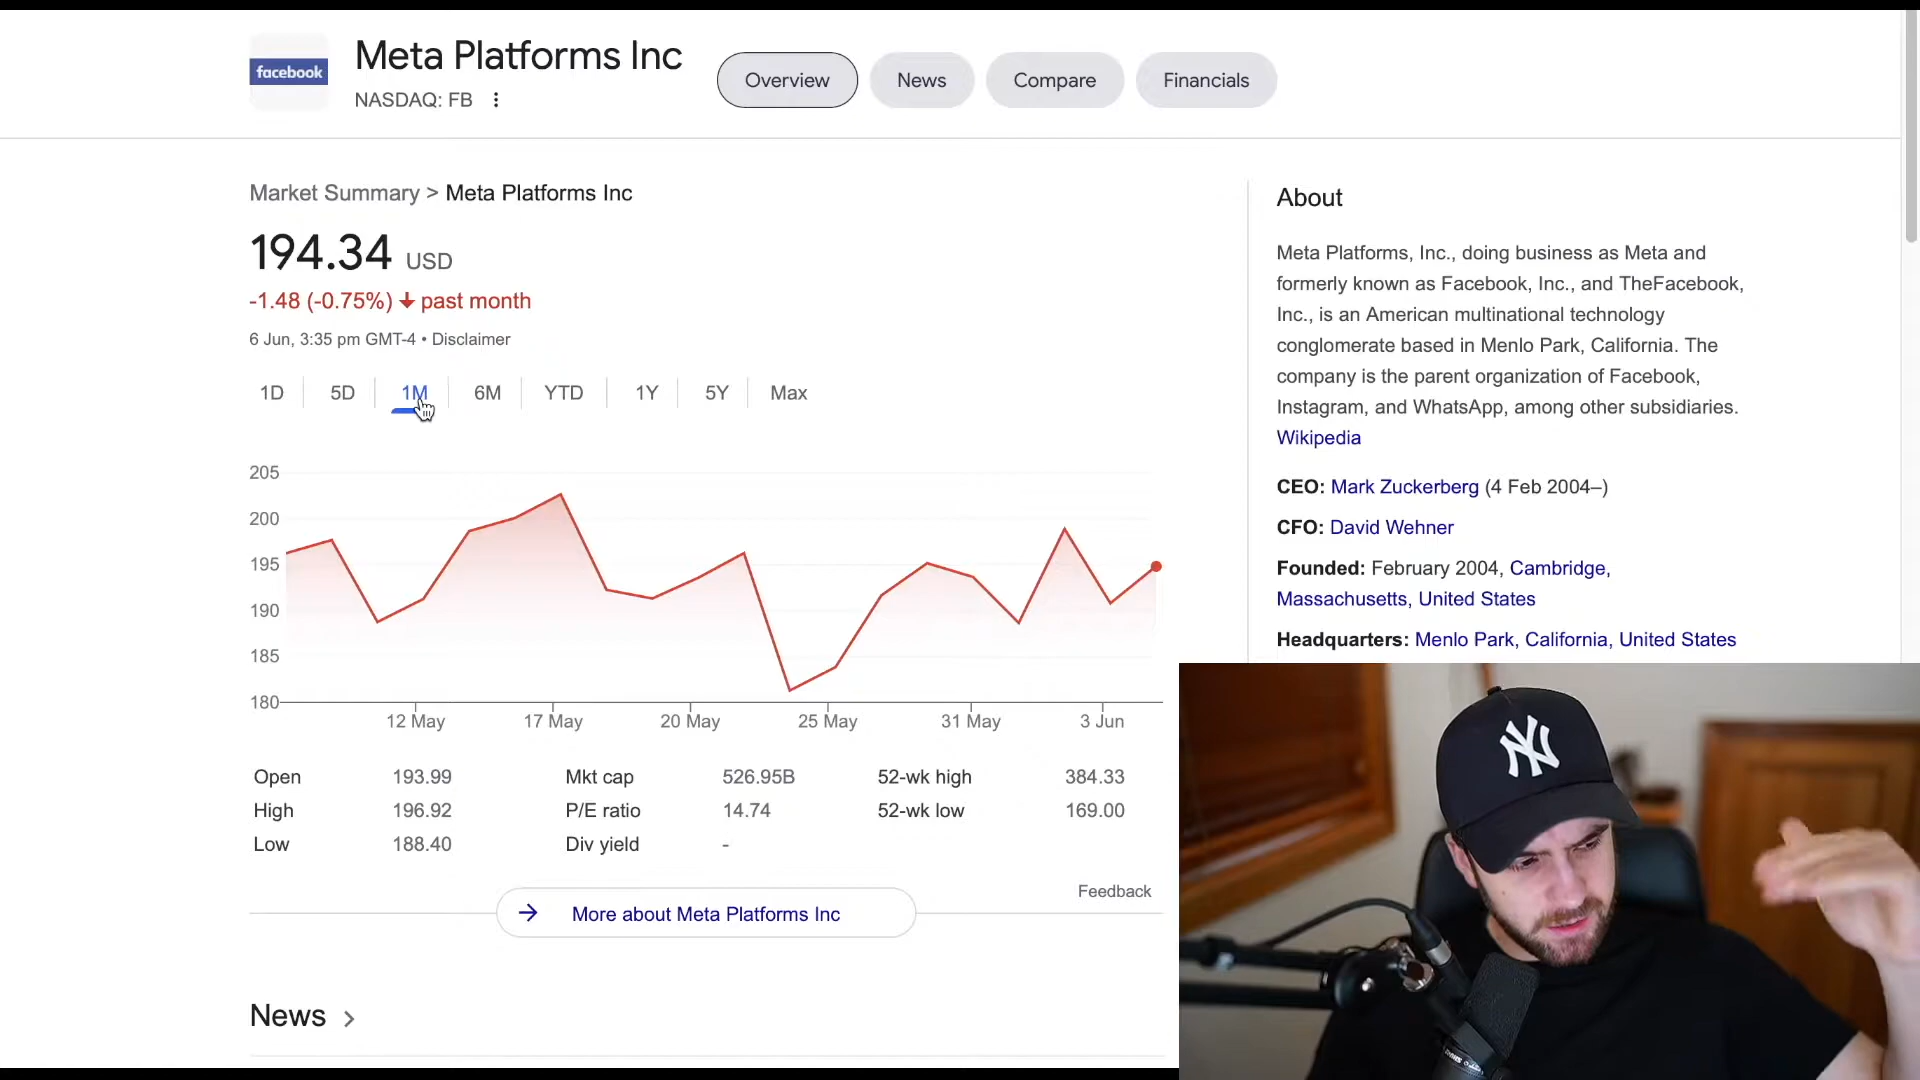 facebook
Meta Platforms Inc
NASDAQ: FB
Overview
News
Compare
Financials
Market Summary > Meta Platforms Inc
194.34 USD
-1.48 (-0.75%) ↓ past month
6 Jun, 3:35 pm GMT-4 • Disclaimer
1D 5D 1M 6M YTD 1Y 5Y Max
205
200
195
190
185
180
12 May 17 May 20 May 25 May 31 May 3 Jun
Open 193.99 Mkt cap 526.95B 52-wk high 384.33
High 196.92 P/E ratio 14.74 52-wk low 169.00
Low 188.40 Div yield -
Feedback
→ More about Meta Platforms Inc
News >
About
Meta Platforms, Inc., doing business as Meta and
formerly known as Facebook, Inc., and TheFacebook,
Inc., is an American multinational technology
conglomerate based in Menlo Park, California. The
company is the parent organization of Facebook,
Instagram, and WhatsApp, among other subsidiaries.
Wikipedia
CEO: Mark Zuckerberg (4 Feb 2004–)
CFO: David Wehner
Founded: February 2004, Cambridge,
Massachusetts, United States
Headquarters: Menlo Park, California, United States
NY